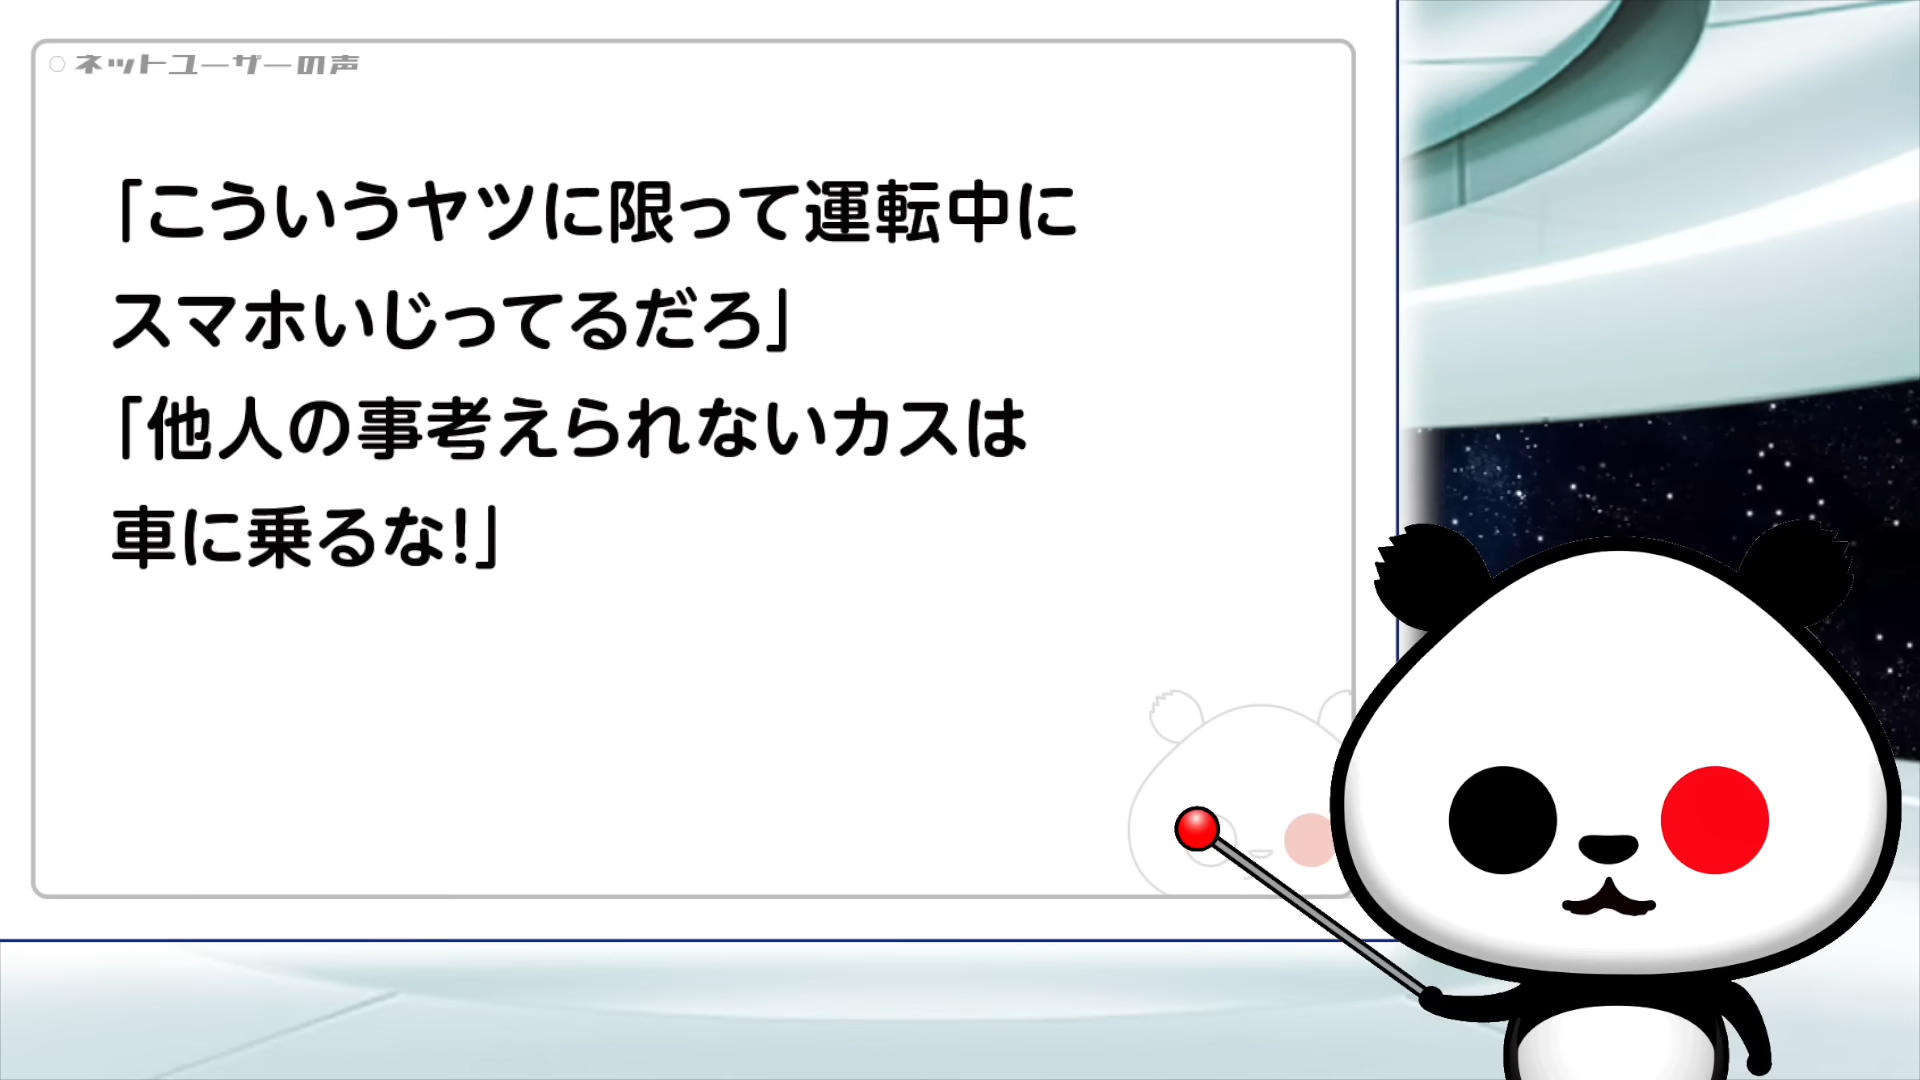 ○ネットユーザーの声
「こういうヤツに限って運転中に
スマホいじってるだろ」
「他人の事考えられないカスは
車に乗るな!」